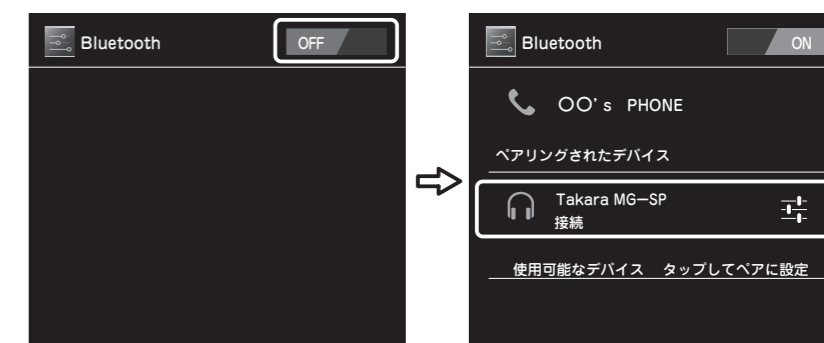 Bluetooth
OFF
Bluetooth
ON
○○’s PHONE
ペアリングされたデバイス
Takara MG−SP
接続
使用可能なデバイス タップしてペアに設定